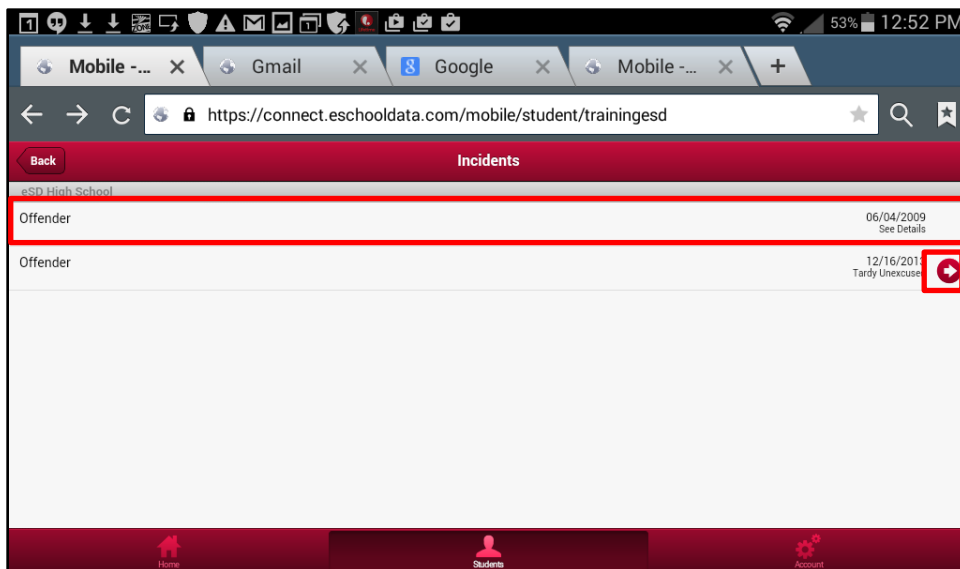 53% 12:52 PM
Mobile -... Gmail Google Mobile -...
https://connect.eschooldata.com/mobile/student/trainingesd
Back Incidents
eSD High School
Offender 06/04/2009
See Details
Offender 12/16/201
Tardy Unexcuse
Home Students Account